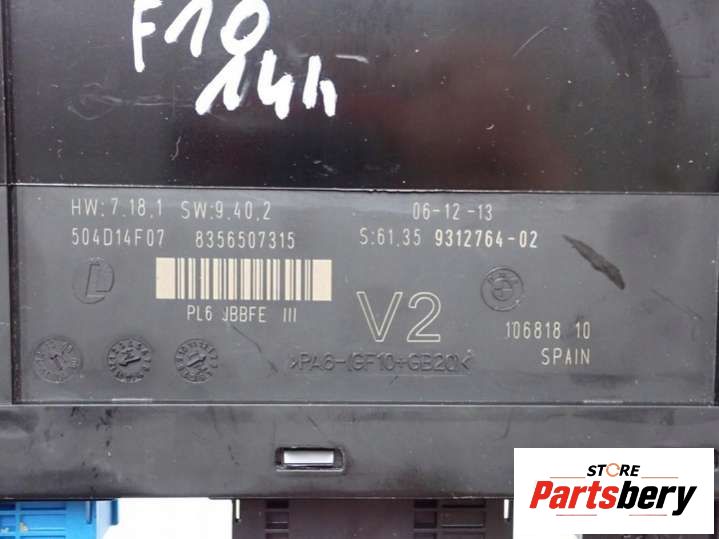 F10
14h
HW:7.18.1 SW:9.40.2 06-12-13
504D14F07 8356507315 S:61.35 9312764-02
PL6 JBBFE III
V2
106818 10
SPAIN
>PA6-(GF10+GB20)<
STORE
Partsbery